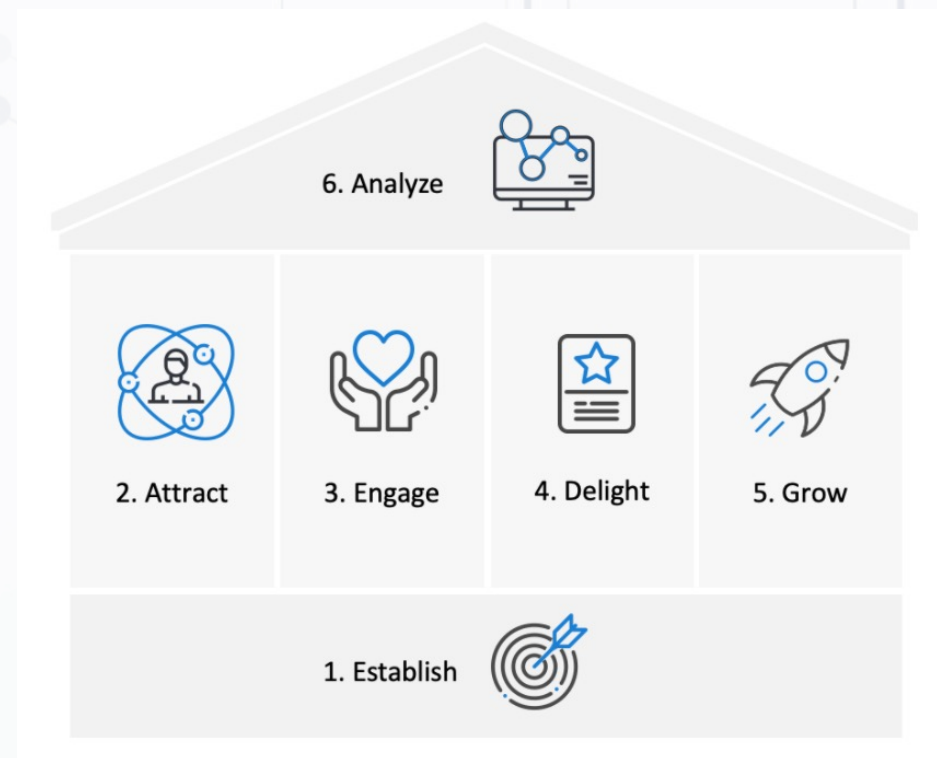 6. Analyze
2. Attract
3. Engage
4. Delight
5. Grow
1. Establish